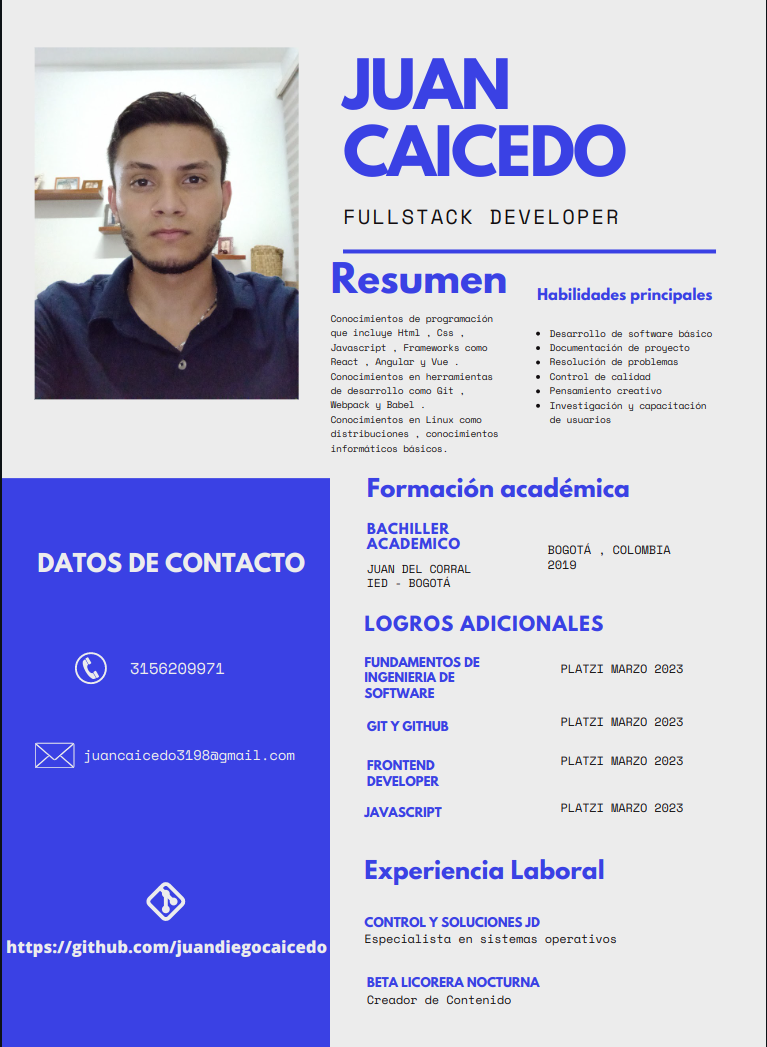 JUAN
CAICEDO
FULLSTACK DEVELOPER
Resumen
Conocimientos de programación
que incluye Html , Css ,
Javascript , Frameworks como
React , Angular y Vue .
Conocimientos en herramientas
de desarrollo como Git ,
Webpack y Babel .
Conocimientos en Linux como
distribuciones , conocimientos
informáticos básicos.
Habilidades principales
• Desarrollo de software básico
• Documentación de proyecto
• Resolución de problemas
• Control de calidad
• Pensamiento creativo
• Investigación y capacitación
de usuarios
DATOS DE CONTACTO
3156209971
juancaicedo3198@gmail.com
https://github.com/juandiegocaicedo
Formación académica
BACHILLER
ACADEMICO
JUAN DEL CORRAL
IED - BOGOTÁ
BOGOTÁ , COLOMBIA
2019
LOGROS ADICIONALES
FUNDAMENTOS DE
INGENIERIA DE
SOFTWARE
PLATZI MARZO 2023
GIT Y GITHUB
PLATZI MARZO 2023
FRONTEND
DEVELOPER
PLATZI MARZO 2023
JAVASCRIPT
PLATZI MARZO 2023
Experiencia Laboral
CONTROL Y SOLUCIONES JD
Especialista en sistemas operativos
BETA LICORERA NOCTURNA
Creador de Contenido